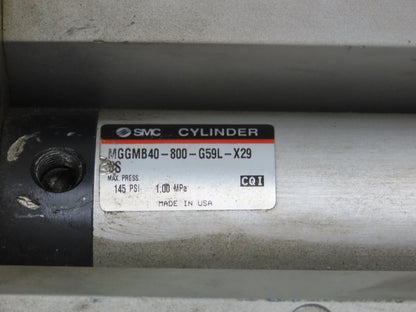 SMC CYLINDER
MGGMB40-800-G59L-X29
MAX. PRESS.
145 PSI 1.00 MPa
CQI
MADE IN USA